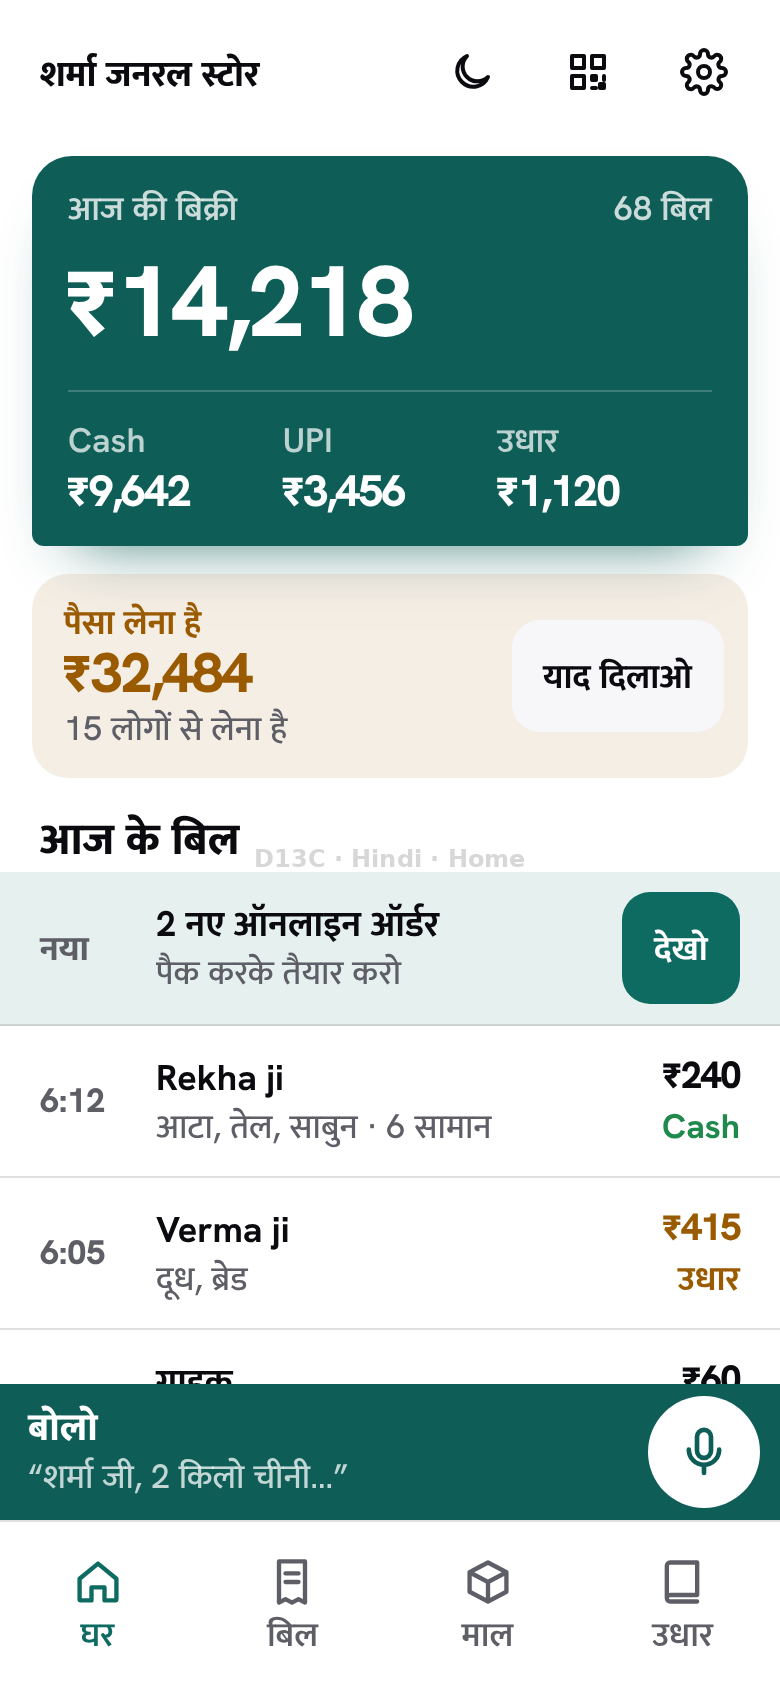 शर्मा जनरल स्टोर
आज की बिक्री 68 बिल
₹14,218
Cash UPI उधार
₹9,642 ₹3,456 ₹1,120
पैसा लेना है
₹32,484
15 लोगों से लेना है
याद दिलाओ
आज के बिल
D13C · Hindi · Home
नया
2 नए ऑनलाइन ऑर्डर
पैक करके तैयार करो
देखो
6:12
Rekha ji
आटा, तेल, साबुन · 6 सामान
₹240
Cash
6:05
Verma ji
दूध, ब्रेड
₹415
उधार
ग्राहक ₹60
बोलो
“शर्मा जी, 2 किलो चीनी...”
घर बिल माल उधार